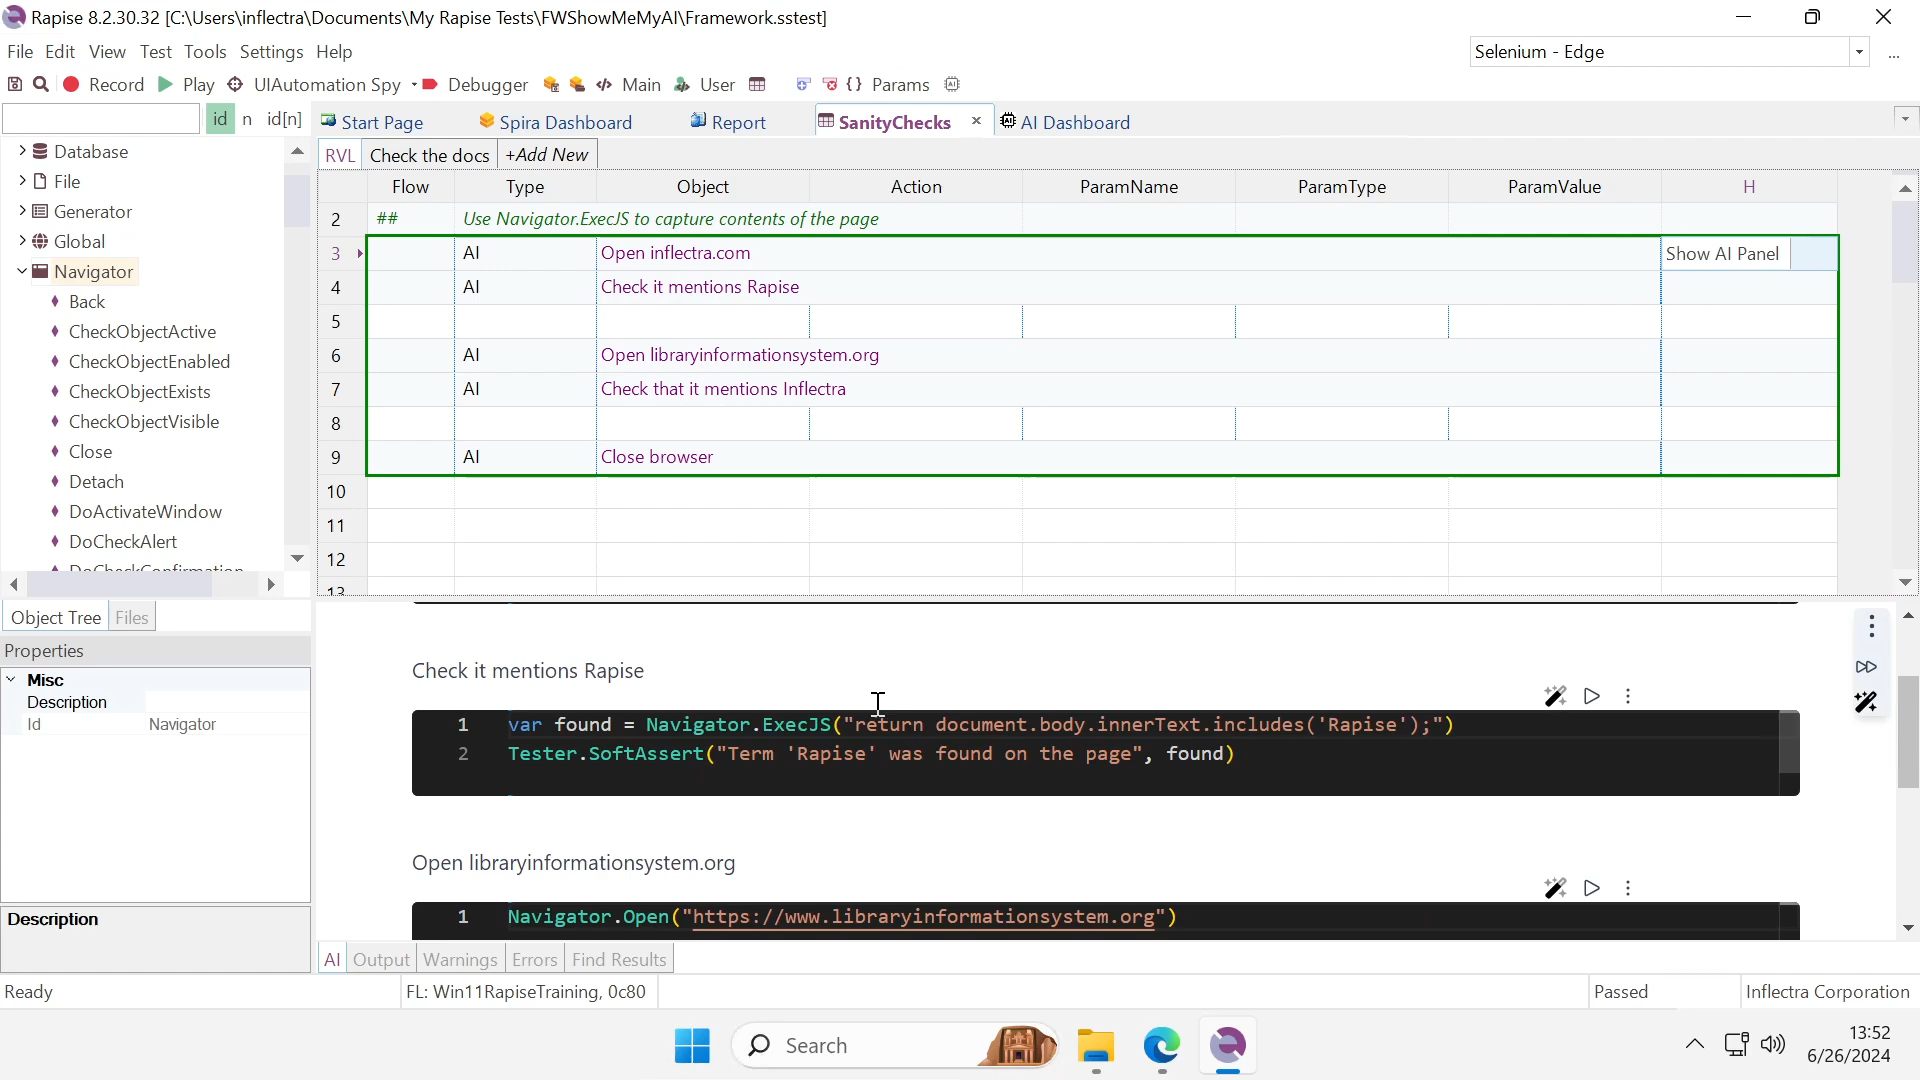 Rapise 8.2.30.32 [C:\Users\inflectra\Documents\My Rapise Tests\FWShowMeMyAI\Framework.sstest]
File Edit View Test Tools Settings Help
Selenium - Edge ...
Record Play UIAutomation Spy Debugger Main User Params
id n id[n]
Start Page Spira Dashboard Report SanityChecks AI Dashboard
Database
File
Generator
Global
Navigator
Back
CheckObjectActive
CheckObjectEnabled
CheckObjectExists
CheckObjectVisible
Close
Detach
DoActivateWindow
DoCheckAlert
DoCheckConfirmation
Object Tree Files
Properties
Misc
Description
Id Navigator
Description
RVL Check the docs +Add New
Flow Type Object Action ParamName ParamType ParamValue H
2 ## Use Navigator.ExecJS to capture contents of the page
3 AI Open inflectra.com Show AI Panel
4 AI Check it mentions Rapise
5
6 AI Open libraryinformationsystem.org
7 AI Check that it mentions Inflectra
8
9 AI Close browser
10
11
12
13
Check it mentions Rapise
1 var found = Navigator.ExecJS("return document.body.innerText.includes('Rapise');")
2 Tester.SoftAssert("Term 'Rapise' was found on the page", found)
Open libraryinformationsystem.org
1 Navigator.Open("https://www.libraryinformationsystem.org")
AI Output Warnings Errors Find Results
Ready FL: Win11RapiseTraining, 0c80 Passed Inflectra Corporation
Search
13:52
6/26/2024